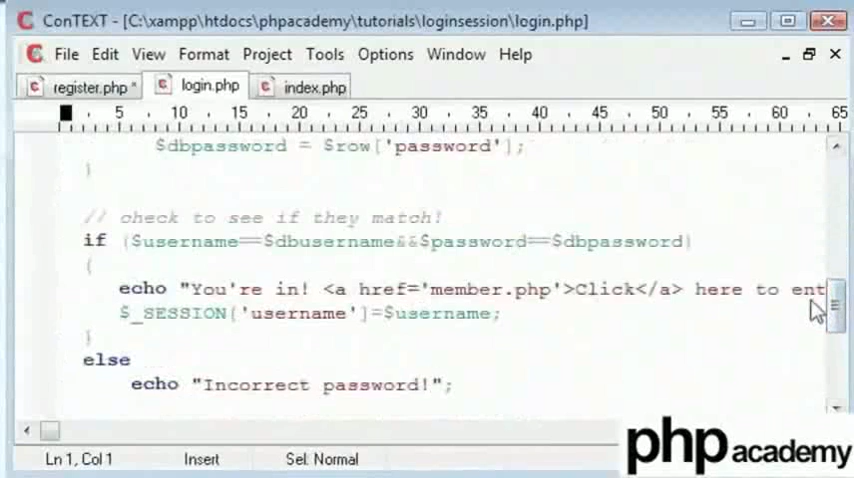 ConTEXT - [C:\xampp\htdocs\phpacademy\tutorials\loginsession\login.php]
File Edit View Format Project Tools Options Window Help
register.php * login.php index.php
5 10 15 20 25 30 35 40 45 50 55 60 65
$dbpassword = $row['password'];
}
// check to see if they match!
if ($username==$dbusername&&$password==$dbpassword)
{
echo "You're in! <a href='member.php'>Click</a> here to ent
$_SESSION['username']=$username;
}
else
echo "Incorrect password!";
Ln 1, Col 1 Insert Sel: Normal
php academy